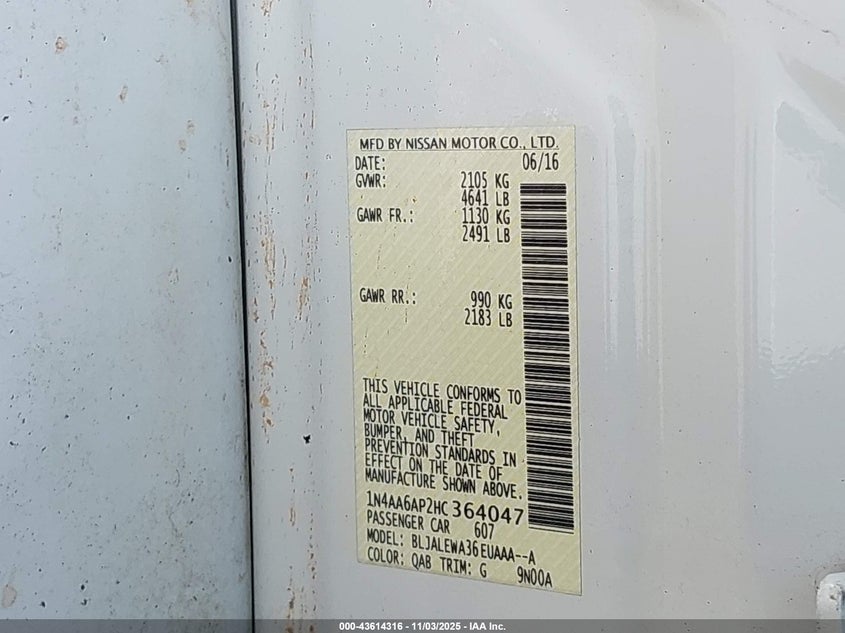 MFD BY NISSAN MOTOR CO., LTD.
DATE: 06/16
GVWR: 2105 KG
4641 LB
GAWR FR.: 1130 KG
2491 LB
GAWR RR.: 990 KG
2183 LB
THIS VEHICLE CONFORMS TO
ALL APPLICABLE FEDERAL
MOTOR VEHICLE SAFETY,
BUMPER, AND THEFT
PREVENTION STANDARDS IN
EFFECT ON THE DATE OF
MANUFACTURE SHOWN ABOVE.
1N4AA6AP2HC364047
PASSENGER CAR 607
MODEL: BLJALEWA36EUAAA--A
COLOR: QAB TRIM: G 9N00A
000-43614316 - 11/03/2025 - IAA Inc.